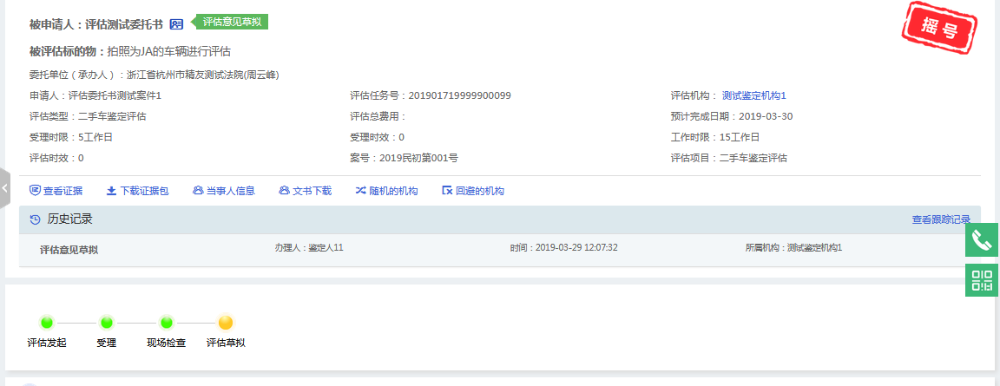 被申请人：评估测试委托书 评估意见草拟
摇号
被评估标的物：拍照为JA的车辆进行评估
委托单位（承办人）：浙江省杭州市精友测试法院(周云峰)
申请人：评估委托书测试案件1 评估任务号：201901719999900099 评估机构： 测试鉴定机构1
评估类型：二手车鉴定评估 评估总费用： 预计完成日期：2019-03-30
受理时限：5工作日 受理时效：0 工作时限：15工作日
评估时效：0 案号：2019民初第001号 评估项目：二手车鉴定评估
查看证据 下载证据包 当事人信息 文书下载 随机的机构 回避的机构
历史记录 查看跟踪记录
评估意见草拟 办理人：鉴定人11 时间：2019-03-29 12:07:32 所属机构：测试鉴定机构1
评估发起 受理 现场检查 评估草拟